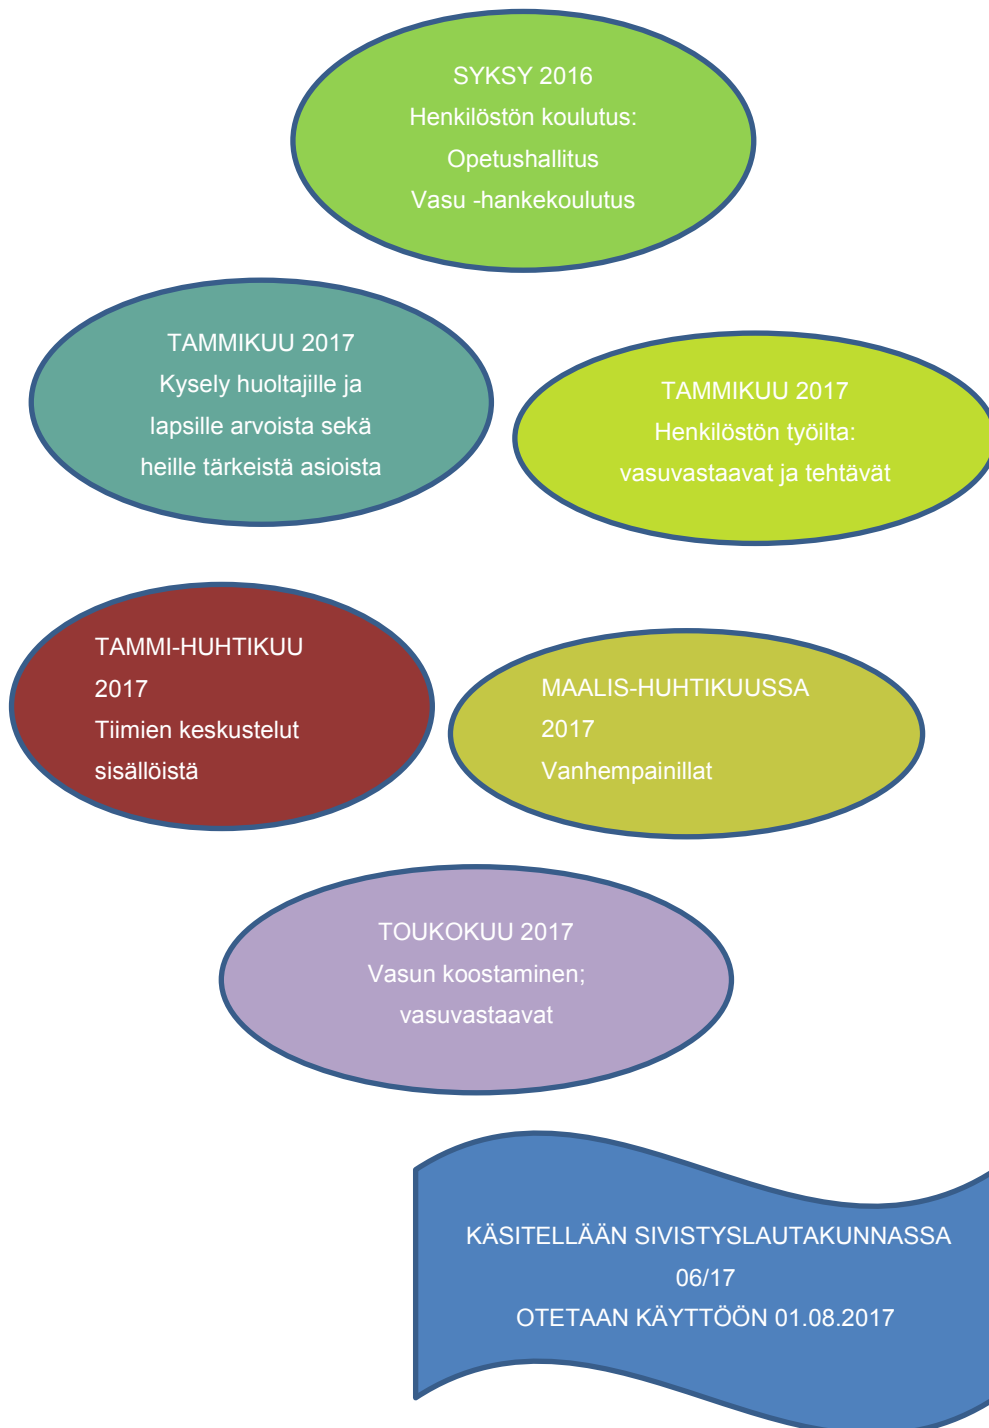 SYKSY 2016
Henkilöstön koulutus:
Opetushallitus
Vasu -hankekoulutus
TAMMIKUU 2017
Kysely huoltajille ja
lapsille arvoista sekä
heille tärkeistä asioista
TAMMIKUU 2017
Henkilöstön työilta:
vasuvastaavat ja tehtävät
TAMMI-HUHTIKUU
2017
Tiimien keskustelut
sisällöistä
MAALIS-HUHTIKUUSSA
2017
Vanhempainillat
TOUKOKUU 2017
Vasun koostaminen;
vasuvastaavat
KÄSITELLÄÄN SIVISTYSLAUTAKUNNASSA
06/17
OTETAAN KÄYTTÖÖN 01.08.2017